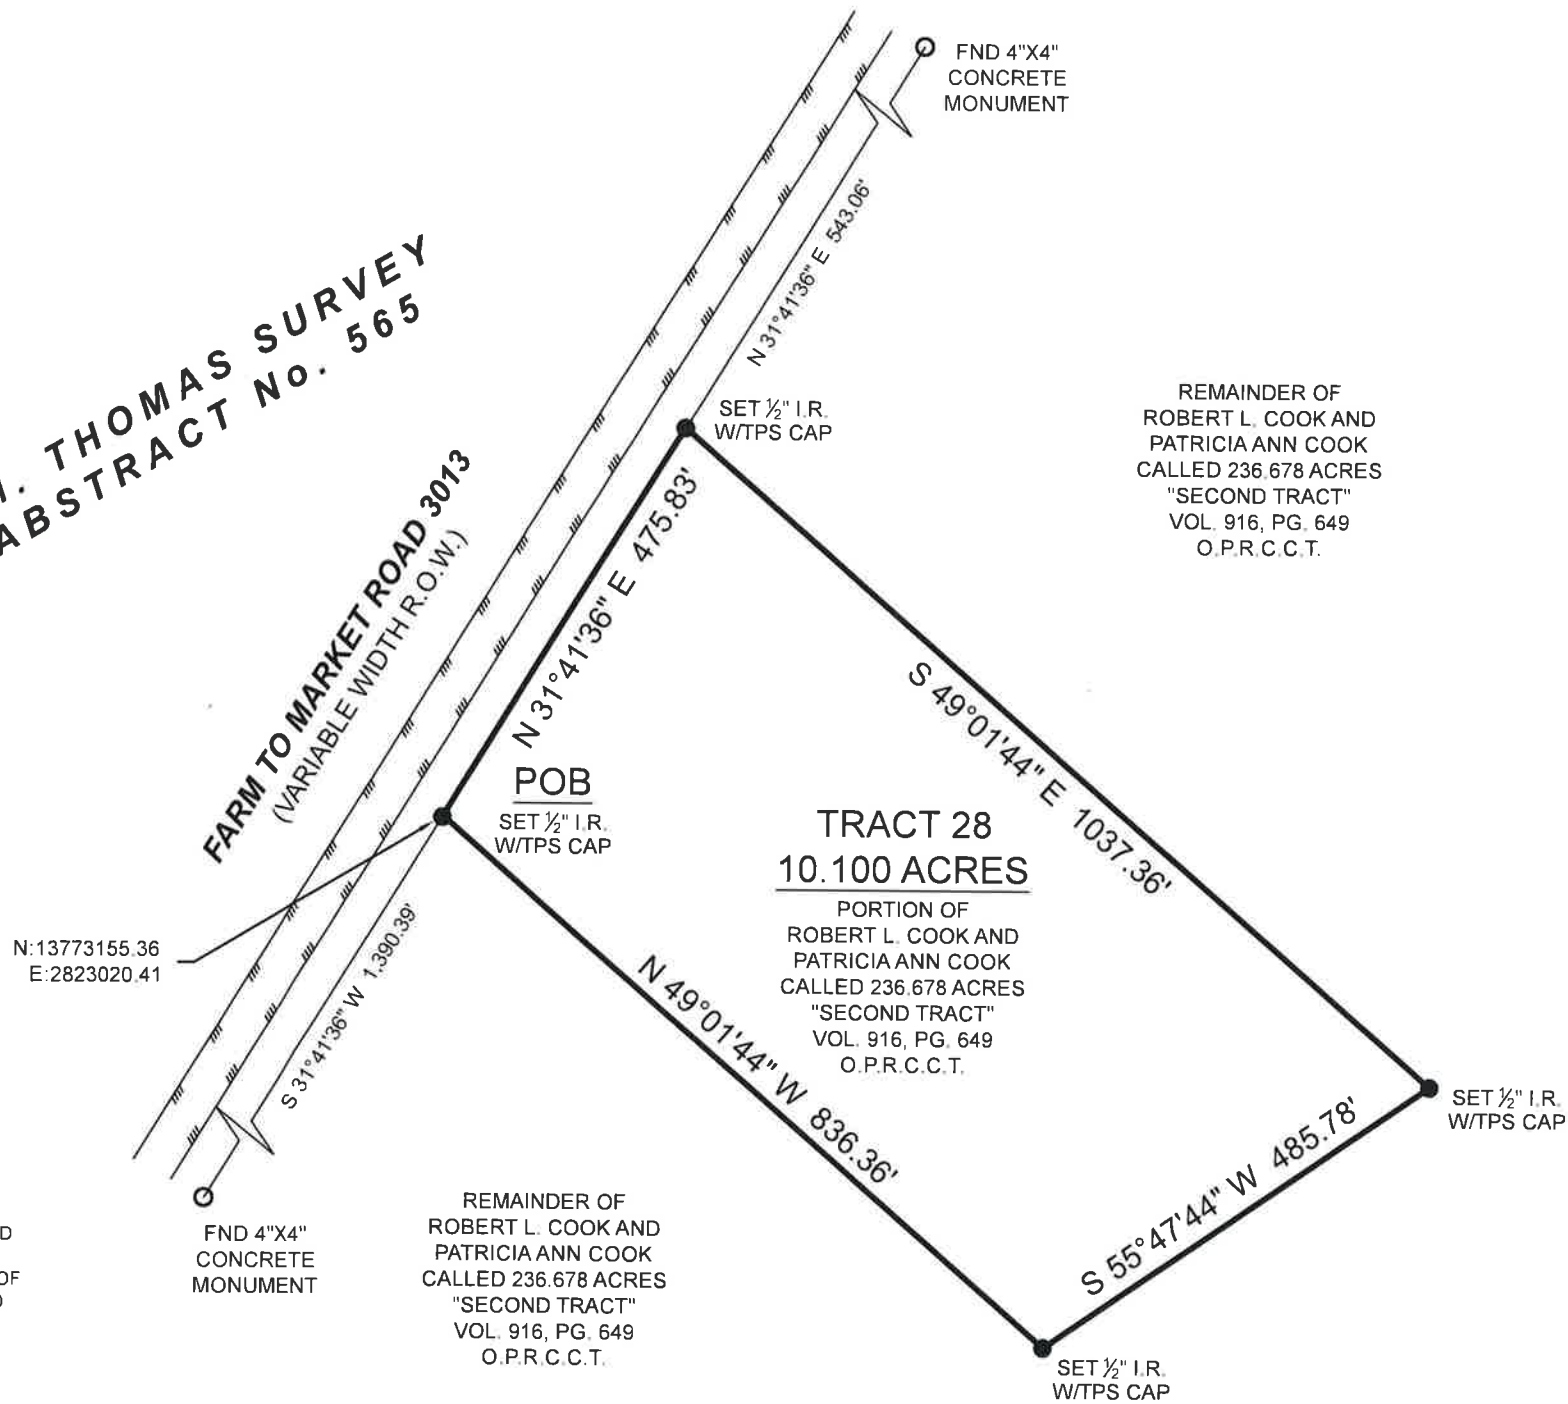 FND 4"X4"
CONCRETE
MONUMENT
N 31°41'36" E 543.06'
THOMAS SURVEY
ABSTRACT No. 565
SET ½" I.R.
W/TPS CAP
REMAINDER OF
ROBERT L. COOK AND
PATRICIA ANN COOK
CALLED 236.678 ACRES
"SECOND TRACT"
VOL. 916, PG. 649
O.P.R.C.C.T.
FARM TO MARKET ROAD 3013
(VARIABLE WIDTH R.O.W.)
N 31°41'36" E 475.83'
S 49°01'44" E 1037.36'
POB
SET ½" I.R.
W/TPS CAP
TRACT 28
10.100 ACRES
PORTION OF
ROBERT L. COOK AND
PATRICIA ANN COOK
CALLED 236.678 ACRES
"SECOND TRACT"
VOL. 916, PG. 649
O.P.R.C.C.T.
N:13773155.36
E:2823020.41
S 31°41'36" W 1,390.39'
N 49°01'44" W 836.36'
SET ½" I.R.
W/TPS CAP
S 55°47'44" W 485.78'
FND 4"X4"
CONCRETE
MONUMENT
REMAINDER OF
ROBERT L. COOK AND
PATRICIA ANN COOK
CALLED 236.678 ACRES
"SECOND TRACT"
VOL. 916, PG. 649
O.P.R.C.C.T.
SET ½" I.R.
W/TPS CAP